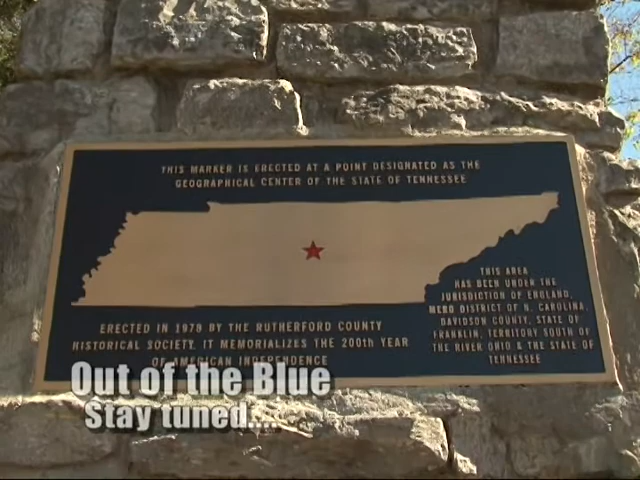 THIS MARKER IS ERECTED AT A POINT DESIGNATED AS THE
GEOGRAPHICAL CENTER OF THE STATE OF TENNESSEE
THIS AREA
HAS BEEN UNDER THE
JURISDICTION OF ENGLAND,
MERO DISTRICT OF N. CAROLINA,
DAVIDSON COUNTY, STATE OF
FRANKLIN, TERRITORY SOUTH OF
THE RIVER OHIO & THE STATE OF
TENNESSEE
ERECTED IN 1978 BY THE RUTHERFORD COUNTY
HISTORICAL SOCIETY. IT MEMORIALIZES THE 200TH YEAR
OF AMERICAN INDEPENDENCE
Out of the Blue
Stay tuned....